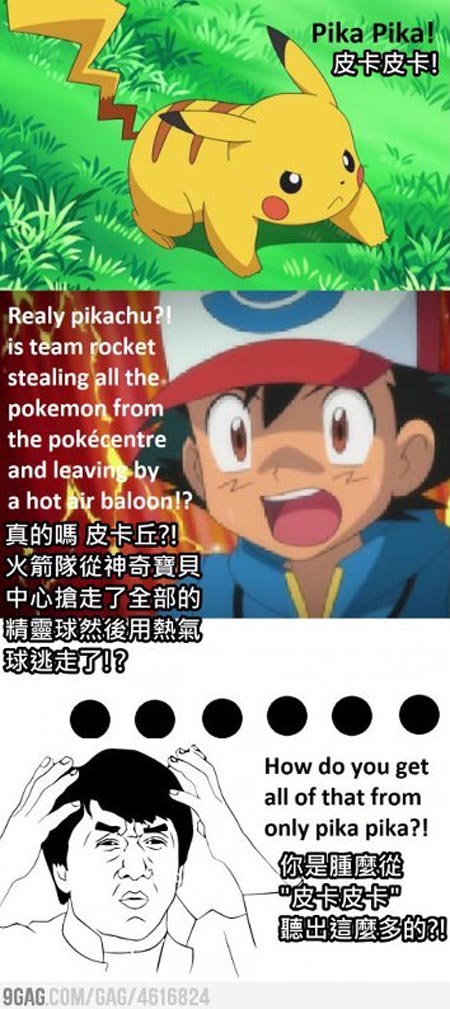 Pika Pika!
皮卡皮卡!
Realy pikachu?!
is team rocket
stealing all the
pokemon from
the pokécentre
and leaving by
a hot air baloon!?
真的嗎 皮卡丘?!
火箭隊從神奇寶貝
中心搶走了全部的
精靈球然後用熱氣
球逃走了!?
How do you get
all of that from
only pika pika?!
你是腫麼從
"皮卡皮卡"
聽出這麼多的?!
9GAG.COM/GAG/4616824